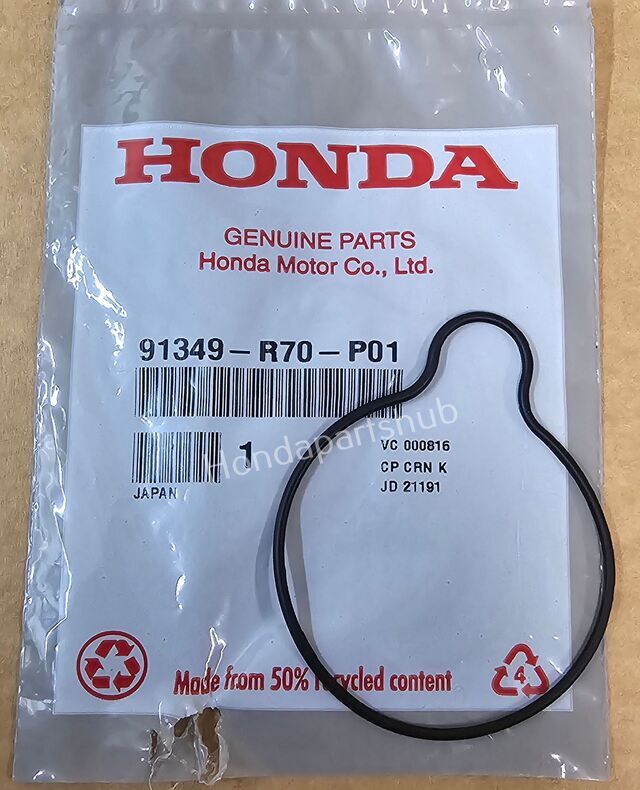 HONDA
GENUINE PARTS
Honda Motor Co., Ltd.
91349-R70-P01
1
VC 000816
CP CRN K
JD 21191
JAPAN
Hondapartsnub
Made from 50% recycled content
4